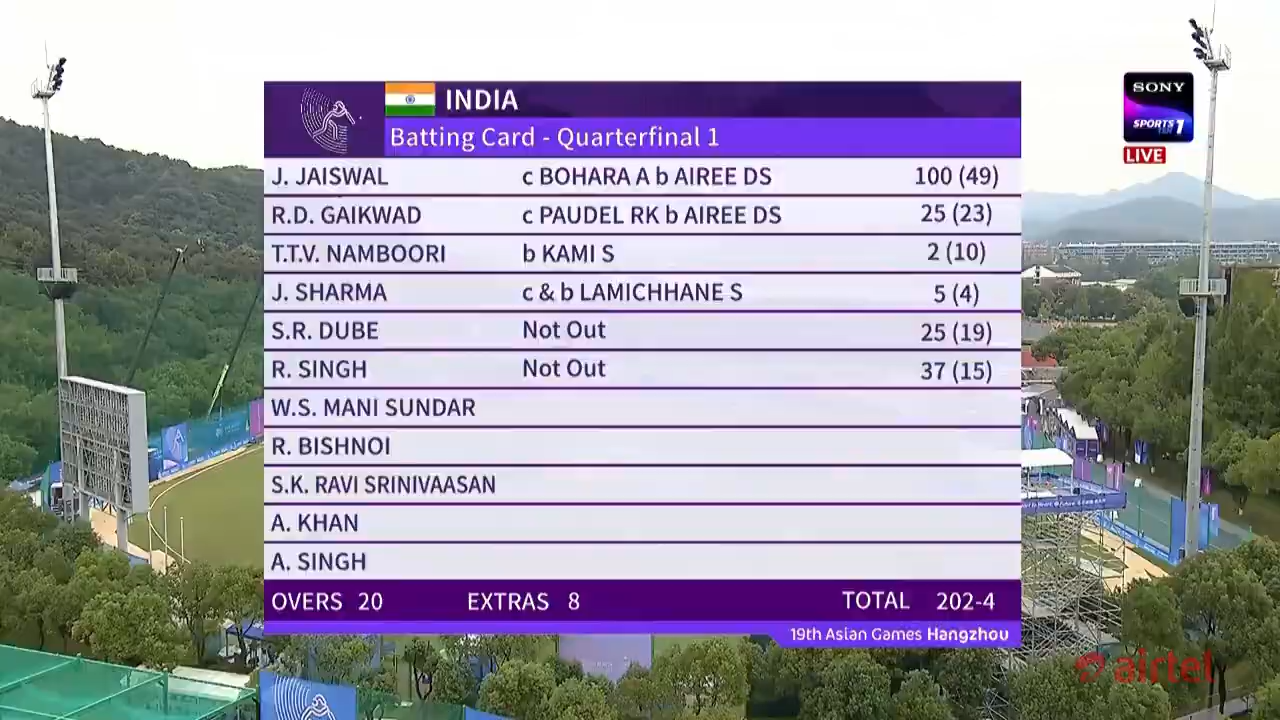 INDIA
Batting Card - Quarterfinal 1
J. JAISWAL c BOHARA A b AIREE DS 100 (49)
R.D. GAIKWAD c PAUDEL RK b AIREE DS 25 (23)
T.T.V. NAMBOORI b KAMI S 2 (10)
J. SHARMA c & b LAMICHHANE S 5 (4)
S.R. DUBE Not Out 25 (19)
R. SINGH Not Out 37 (15)
W.S. MANI SUNDAR
R. BISHNOI
S.K. RAVI SRINIVAASAN
A. KHAN
A. SINGH
OVERS 20 EXTRAS 8 TOTAL 202-4
19th Asian Games Hangzhou
SONY
SPORTS
TEN 1
LIVE
airtel